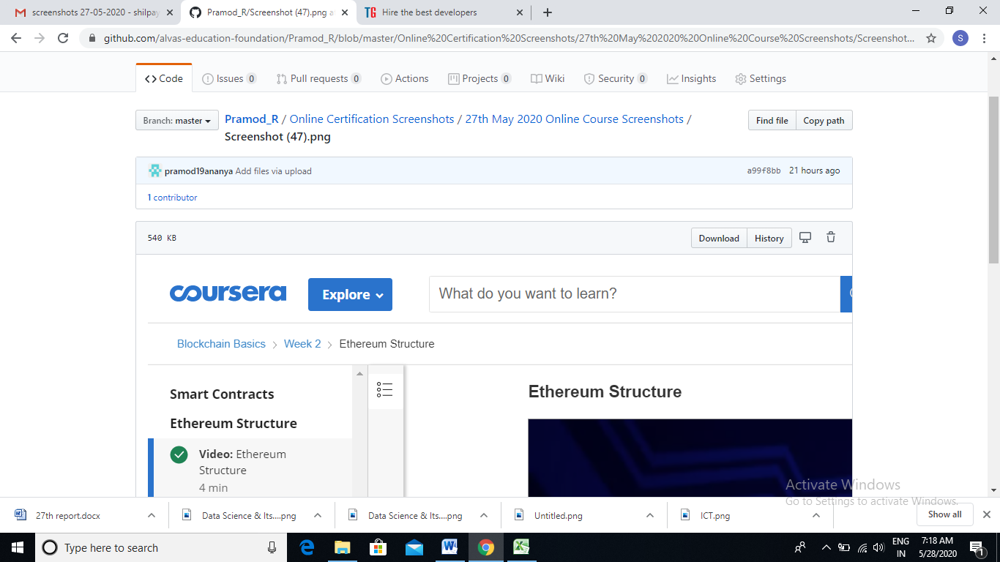 screenshots 27-05-2020 - shilpay
Pramod_R/Screenshot (47).png a
TG Hire the best developers
github.com/alvas-education-foundation/Pramod_R/blob/master/Online%20Certification%20Screenshots/27th%20May%202020%20Online%20Course%20Screenshots/Screenshot...
S
Code Issues 0 Pull requests 0 Actions Projects 0 Wiki Security 0 Insights Settings
Branch: master Pramod_R / Online Certification Screenshots / 27th May 2020 Online Course Screenshots / Find file Copy path
Screenshot (47).png
pramod19ananya Add files via upload a99f8bb 21 hours ago
1 contributor
540 KB Download History
coursera Explore What do you want to learn?
Blockchain Basics > Week 2 > Ethereum Structure
Smart Contracts
Ethereum Structure
Ethereum Structure
Video: Ethereum
Structure
4 min
Activate Windows
Go to Settings to activate Windows.
27th report.docx Data Science & Its....png Data Science & Its....png Untitled.png ICT.png Show all
Type here to search
ENG
IN
7:18 AM
5/28/2020
1